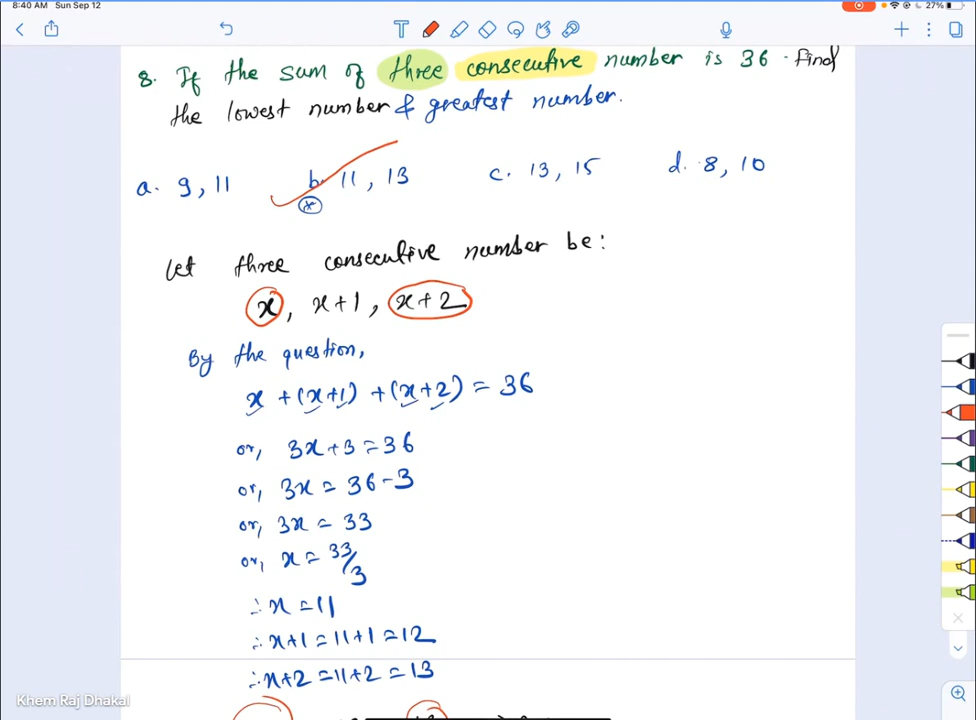 8:40 AM Sun Sep 12
27%
8. If the sum of three consecutive number is 36. Find
the lowest number & greatest number.
a. 9, 11
b. 11, 13
c. 13, 15
d. 8, 10
Let three consecutive number be:
x, x+1, x+2
By the question,
x + (x+1) + (x+2) = 36
or, 3x+3 = 36
or, 3x = 36-3
or, 3x = 33
or, x = 33/3
∴ x = 11
∴ x+1 = 11+1 = 12
∴ x+2 = 11+2 = 13
Khem Raj Dhakal